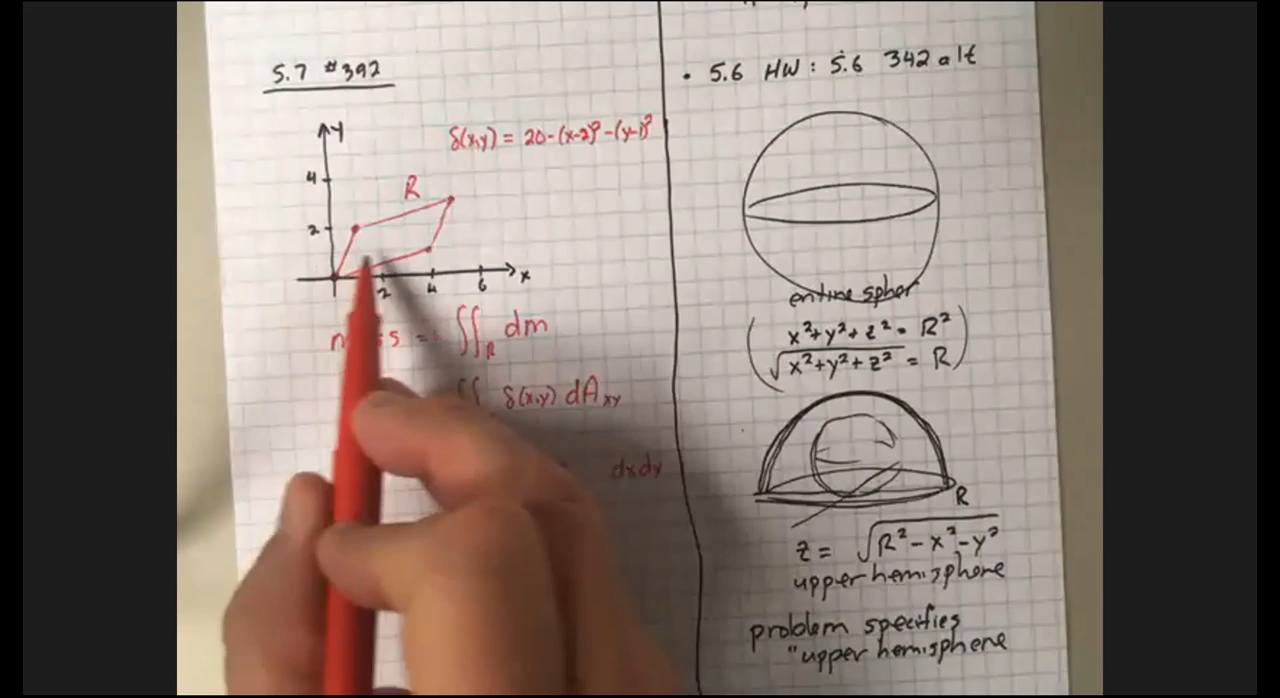 5.7 #392
y
δ(x,y) = 20-(x-2)²-(y-1)²
4
R
2
2 4 6 x
= ∫∫_R dm
∫∫ δ(x,y) dA_xy
dxdy
• 5.6 HW: 5.6 342 alt
entire spher
(x²+y²+z² = R²
√x²+y²+z² = R)
R
z = √R²-x²-y²
upper hemisphere
problem specifies
"upper hemisphere